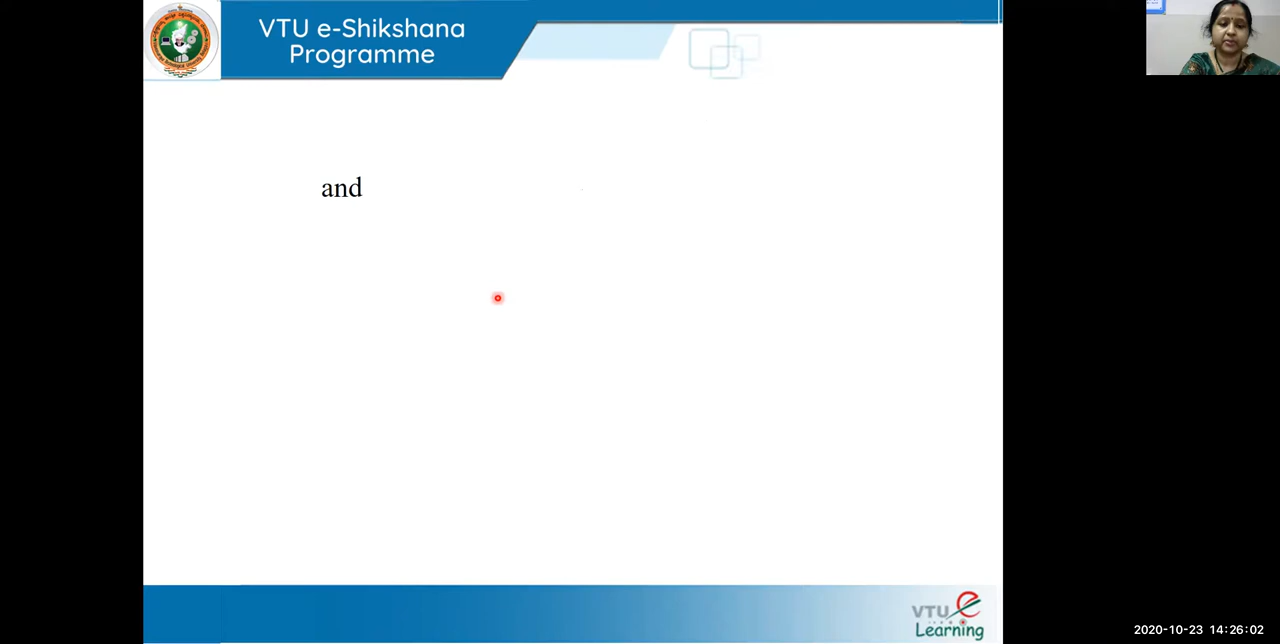 VTU e-Shikshana
Programme
and
VTU e
Learning
2020-10-23 14:26:02